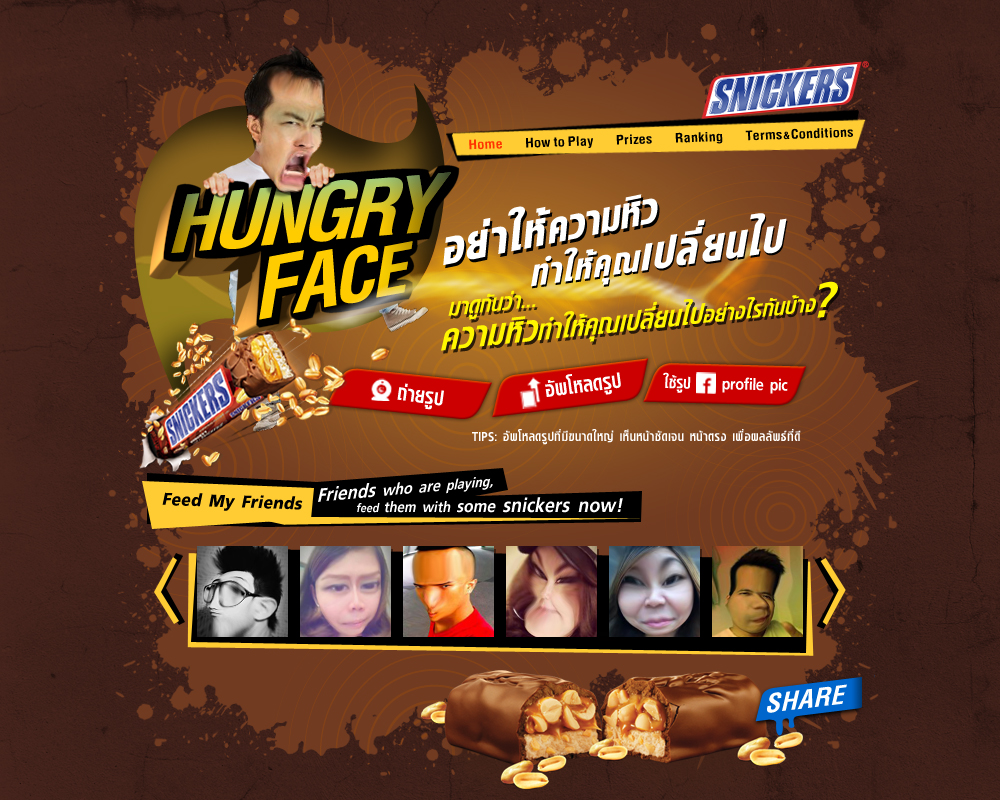 SNICKERS
Home How to Play Prizes Ranking Terms&Conditions
HUNGRY
FACE
อย่าให้ความหิว
ทำให้คุณเปลี่ยนไป
มาดูกันว่า...
ความหิวทำให้คุณเปลี่ยนไปอย่างไรกันบ้าง?
SNICKERS
ถ่ายรูป
อัพโหลดรูป
ใช้รูป f profile pic
TIPS: อัพโหลดรูปที่มีขนาดใหญ่ เห็นหน้าชัดเจน หน้าตรง เพื่อผลลัพธ์ที่ดี
Feed My Friends
Friends who are playing,
feed them with some snickers now!
SHARE